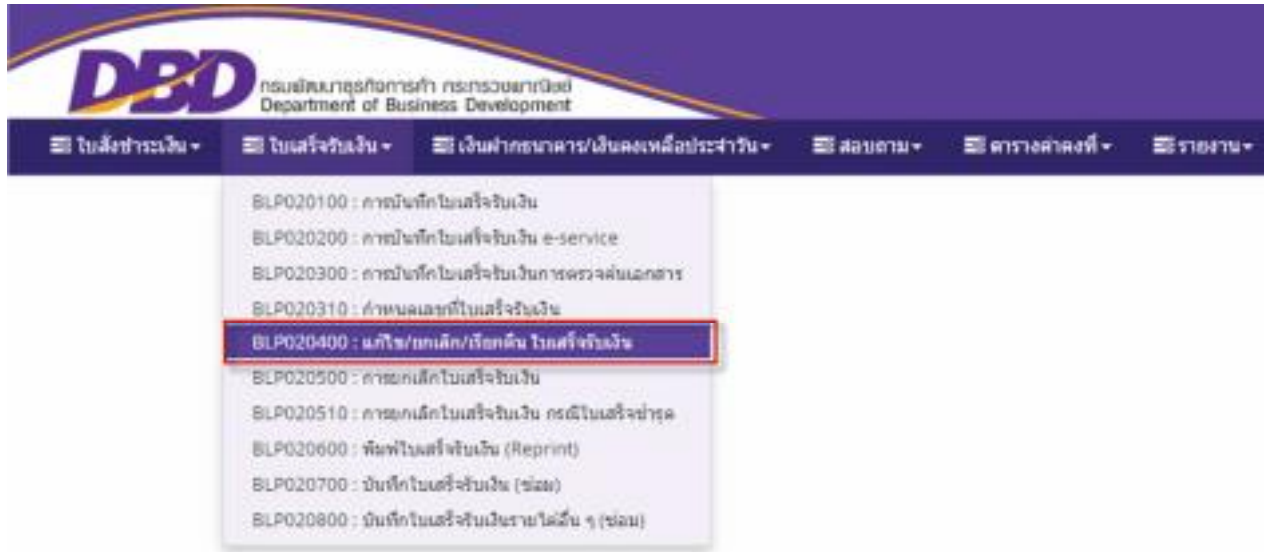 DBD
กรมพัฒนาธุรกิจการค้า กระทรวงพาณิชย์
Department of Business Development
ใบสั่งชำระเงิน ใบเสร็จรับเงิน เงินฝากธนาคาร/เงินคงเหลือประจำวัน สอบถาม ตารางค่าคงที่ รายงาน
BLP020100 : การบันทึกใบเสร็จรับเงิน
BLP020200 : การบันทึกใบเสร็จรับเงิน e-service
BLP020300 : การบันทึกใบเสร็จรับเงินการตรวจค้นเอกสาร
BLP020310 : กำหนดเลขที่ใบเสร็จรับเงิน
BLP020400 : แก้ไข/ยกเลิก/เรียกคืน ใบเสร็จรับเงิน
BLP020500 : การยกเลิกใบเสร็จรับเงิน
BLP020510 : การยกเลิกใบเสร็จรับเงิน กรณีใบเสร็จชำรุด
BLP020600 : พิมพ์ใบเสร็จรับเงิน (Reprint)
BLP020700 : บันทึกใบเสร็จรับเงิน (ซ่อม)
BLP020800 : บันทึกใบเสร็จรับเงินรายได้อื่น ๆ (ซ่อม)